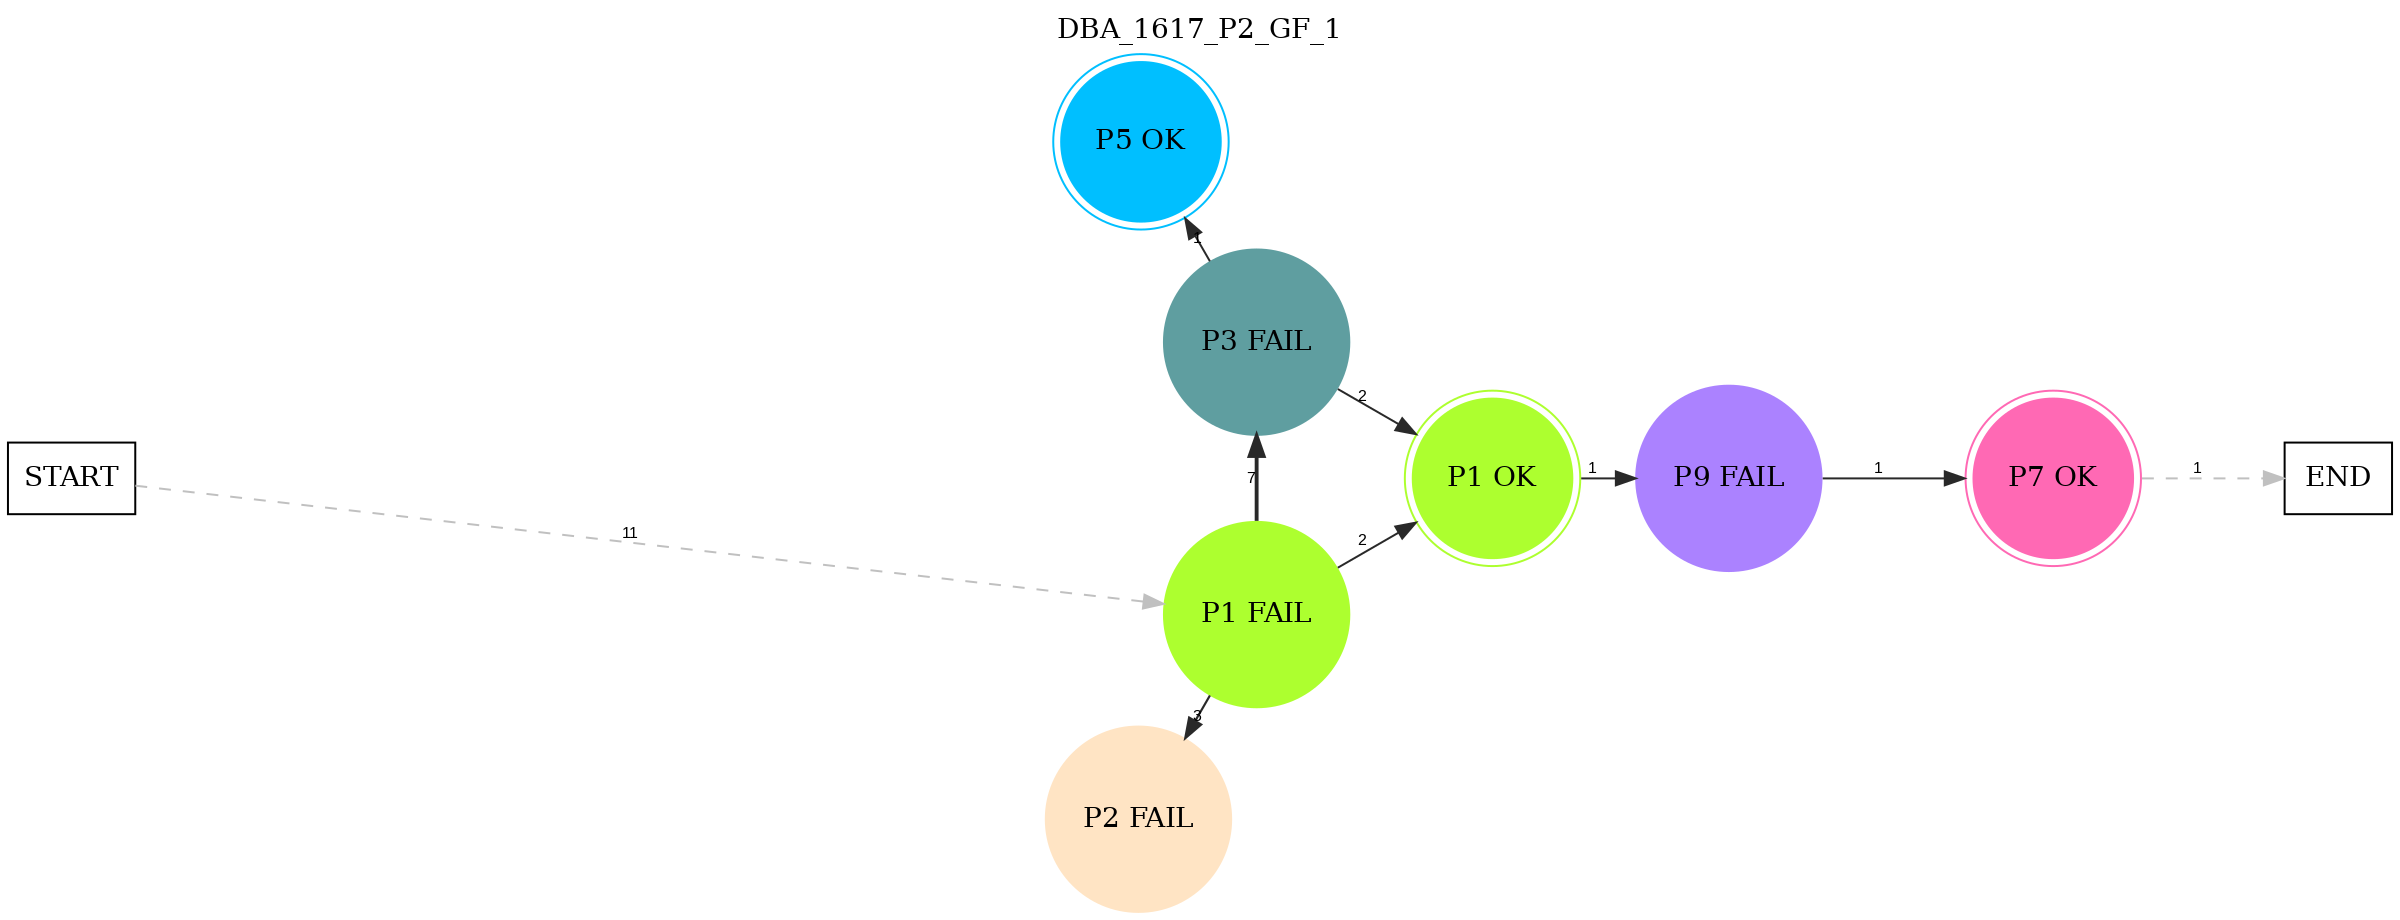 DBA_1617_P2_GF_1
P5 OK
1
P3 FAIL
2
START
11
7
P1 OK
1
P9 FAIL
1
P7 OK
1
END
2
P1 FAIL
3
P2 FAIL